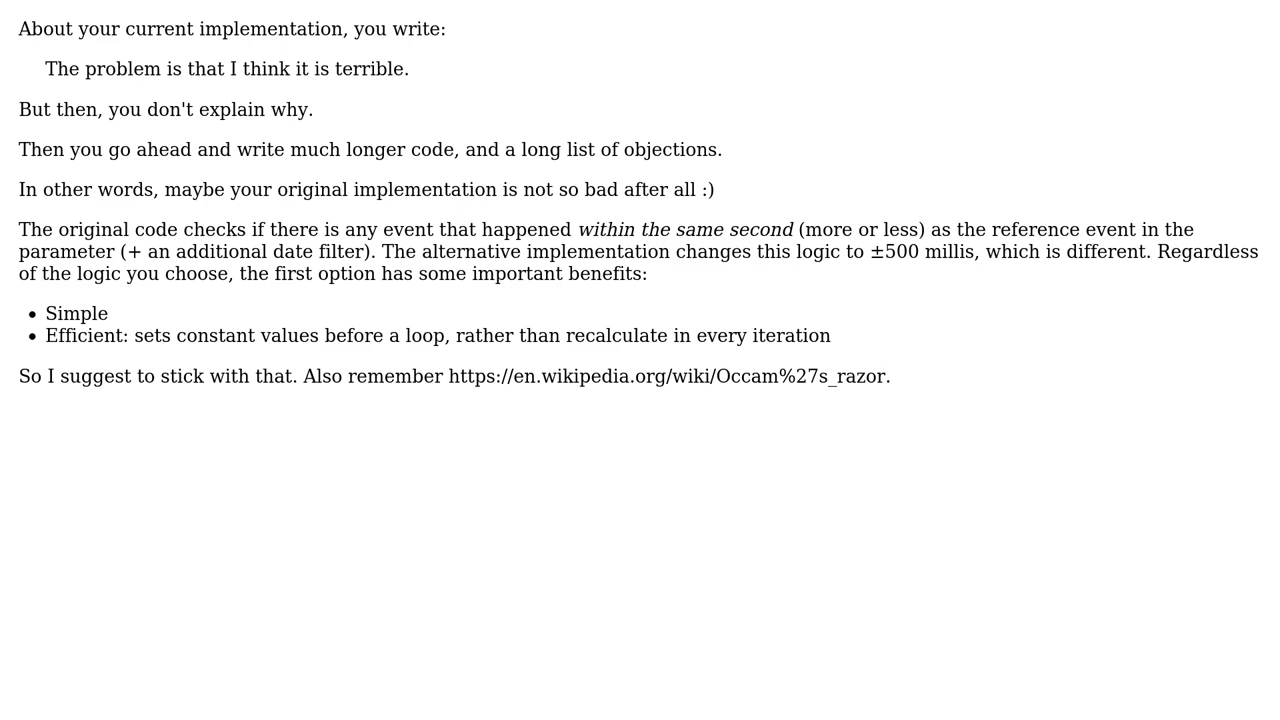 About your current implementation, you write:
The problem is that I think it is terrible.
But then, you don't explain why.
Then you go ahead and write much longer code, and a long list of objections.
In other words, maybe your original implementation is not so bad after all :)
The original code checks if there is any event that happened within the same second (more or less) as the reference event in the
parameter (+ an additional date filter). The alternative implementation changes this logic to ±500 millis, which is different. Regardless
of the logic you choose, the first option has some important benefits:
• Simple
• Efficient: sets constant values before a loop, rather than recalculate in every iteration
So I suggest to stick with that. Also remember https://en.wikipedia.org/wiki/Occam%27s_razor.